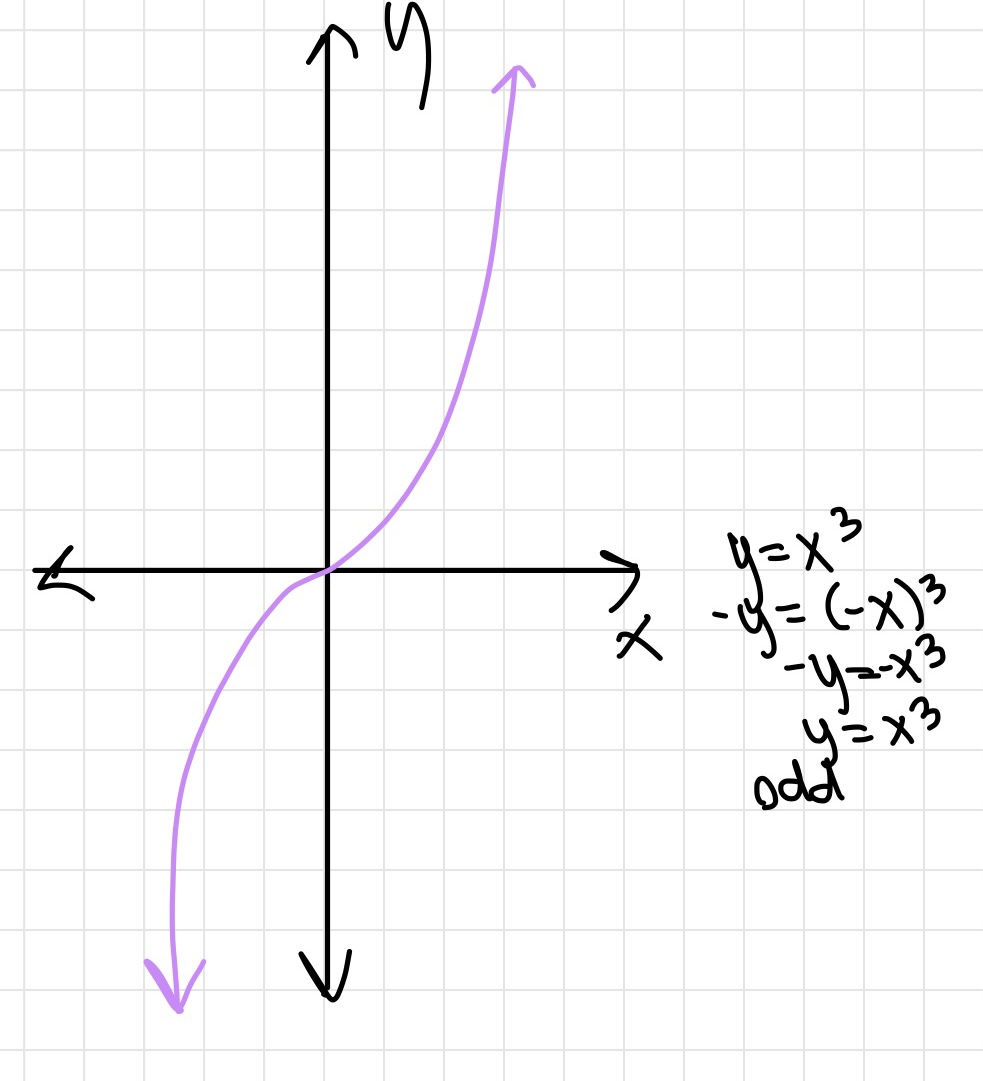 y
x
y=x³
-y=(-x)³
-y=-x³
y=x³
odd